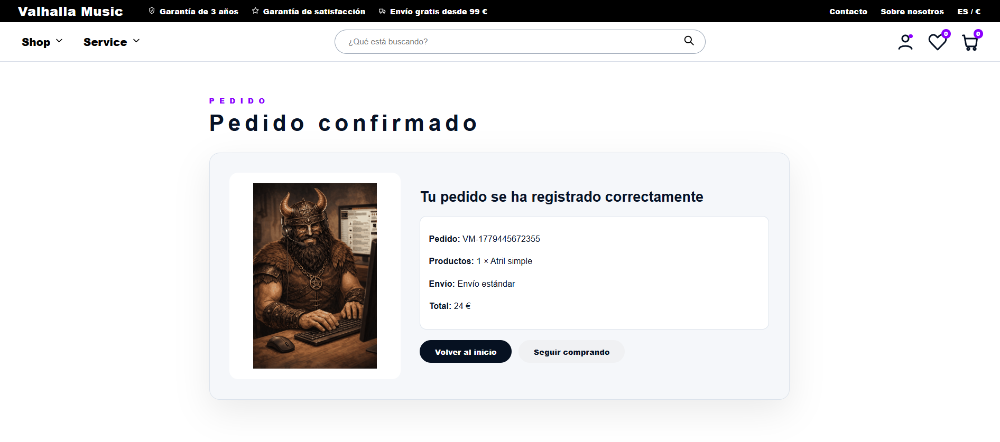 Valhalla Music
Garantía de 3 años
Garantía de satisfacción
Envío gratis desde 99 €
Contacto
Sobre nosotros
ES / €
Shop
Service
¿Qué está buscando?
0
0
PEDIDO
Pedido confirmado
Tu pedido se ha registrado correctamente
Pedido: VM-1779445672355
Productos: 1 × Atril simple
Envío: Envío estándar
Total: 24 €
Volver al inicio
Seguir comprando